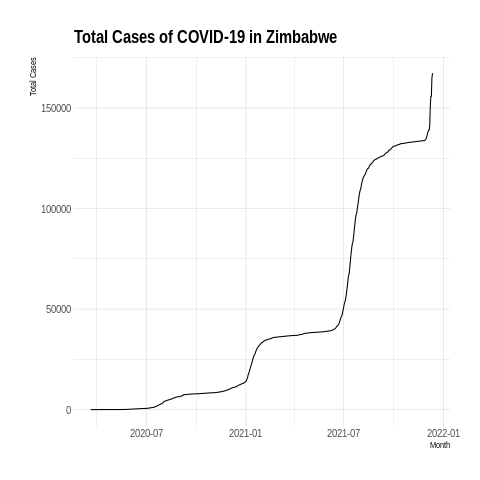 Total Cases of COVID-19 in Zimbabwe
Total Cases
150000
100000
50000
0
2020-07 2021-01 2021-07 2022-01
Month